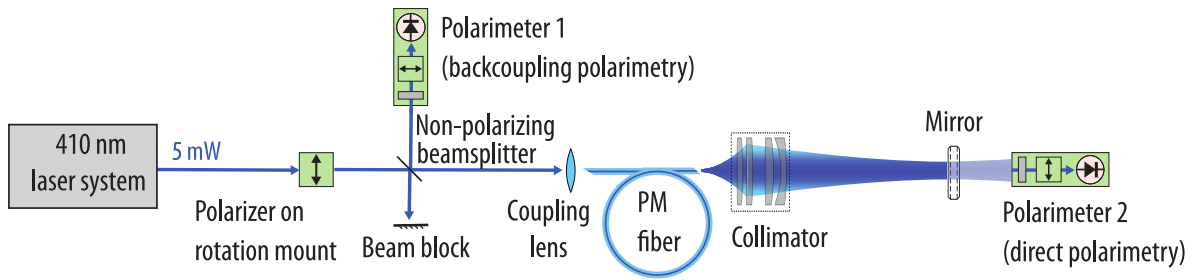 410 nm
laser system
5 mW
Polarizer on
rotation mount
Polarimeter 1
(backcoupling polarimetry)
Non-polarizing
beamsplitter
Beam block
Coupling
lens
PM
fiber
Collimator
Mirror
Polarimeter 2
(direct polarimetry)